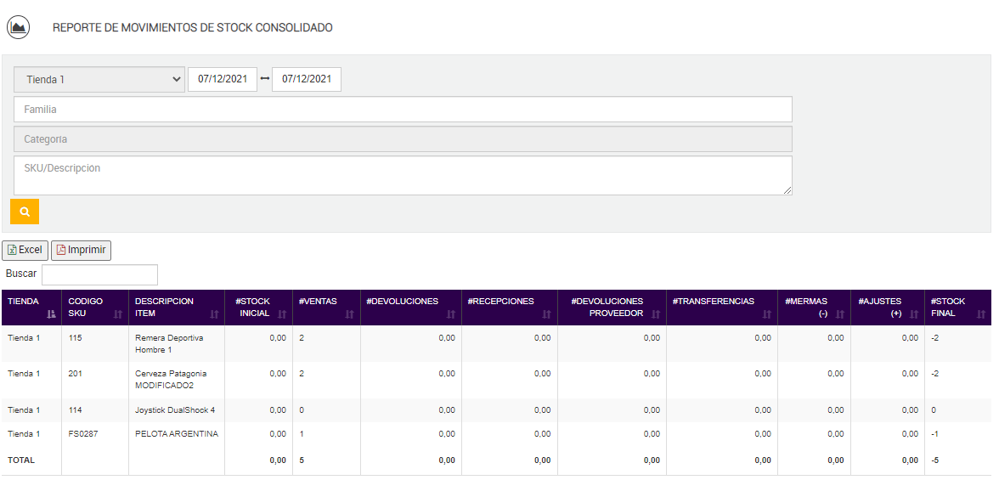 REPORTE DE MOVIMIENTOS DE STOCK CONSOLIDADO
Tienda 1 07/12/2021 07/12/2021
Familia
Categoria
SKU/Descripción
Excel Imprimir
Buscar
TIENDA CODIGO SKU DESCRIPCION ITEM #STOCK INICIAL #VENTAS #DEVOLUCIONES #RECEPCIONES #DEVOLUCIONES PROVEEDOR #TRANSFERENCIAS #MERMAS (-) #AJUSTES (+) #STOCK FINAL
Tienda 1 115 Remera Deportiva Hombre 1 0,00 2 0,00 0,00 0,00 0,00 0,00 0,00 -2
Tienda 1 201 Cerveza Patagonia MODIFICADO2 0,00 2 0,00 0,00 0,00 0,00 0,00 0,00 -2
Tienda 1 114 Joystick DualShock 4 0,00 0 0,00 0,00 0,00 0,00 0,00 0,00 0
Tienda 1 FS0287 PELOTA ARGENTINA 0,00 1 0,00 0,00 0,00 0,00 0,00 0,00 -1
TOTAL 0,00 5 0,00 0,00 0,00 0,00 0,00 0,00 -5